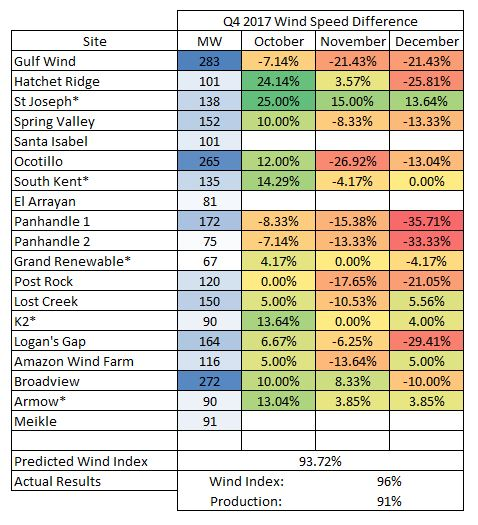 Q4 2017 Wind Speed Difference
Site MW October November December
Gulf Wind 283 -7.14% -21.43% -21.43%
Hatchet Ridge 101 24.14% 3.57% -25.81%
St Joseph* 138 25.00% 15.00% 13.64%
Spring Valley 152 10.00% -8.33% -13.33%
Santa Isabel 101
Ocotillo 265 12.00% -26.92% -13.04%
South Kent* 135 14.29% -4.17% 0.00%
El Arrayan 81
Panhandle 1 172 -8.33% -15.38% -35.71%
Panhandle 2 75 -7.14% -13.33% -33.33%
Grand Renewable* 67 4.17% 0.00% -4.17%
Post Rock 120 0.00% -17.65% -21.05%
Lost Creek 150 5.00% -10.53% 5.56%
K2* 90 13.64% 0.00% 4.00%
Logan's Gap 164 6.67% -6.25% -29.41%
Amazon Wind Farm 116 5.00% -13.64% 5.00%
Broadview 272 10.00% 8.33% -10.00%
Armow* 90 13.04% 3.85% 3.85%
Meikle 91
Predicted Wind Index 93.72%
Actual Results Wind Index: 96%
Production: 91%